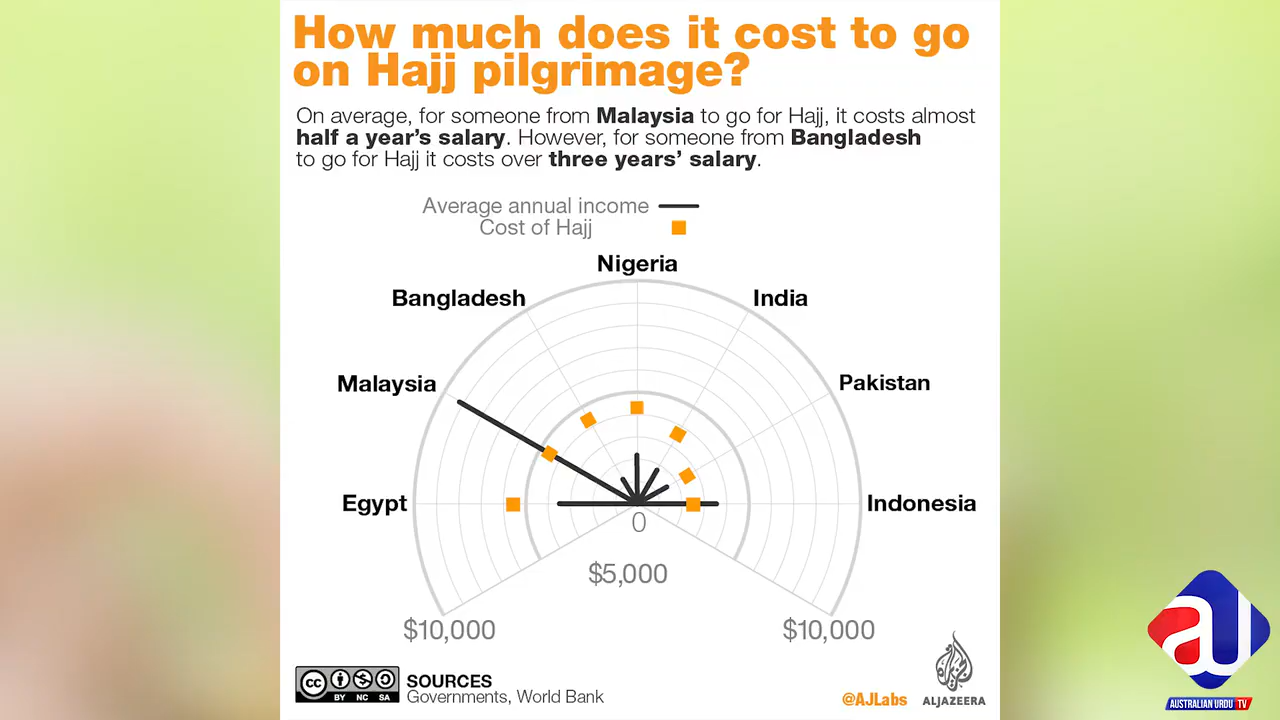 How much does it cost to go
on Hajj pilgrimage?
On average, for someone from Malaysia to go for Hajj, it costs almost
half a year's salary. However, for someone from Bangladesh
to go for Hajj it costs over three years' salary.
Average annual income
Cost of Hajj
Nigeria
Bangladesh
India
Malaysia
Pakistan
Egypt
Indonesia
0
$5,000
$10,000
$10,000
cc BY NC SA
SOURCES
Governments, World Bank
@AJLabs
ALJAZEERA
AUSTRALIAN URDU TV